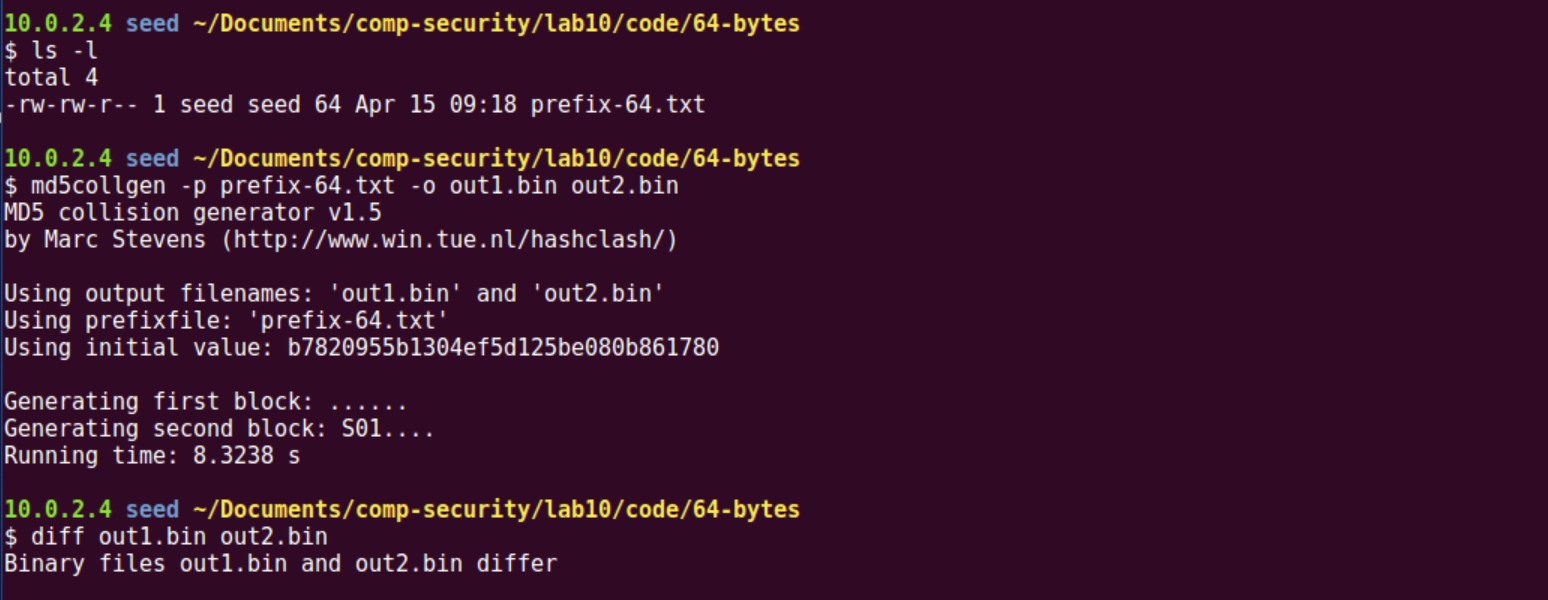 10.0.2.4 seed ~/Documents/comp-security/lab10/code/64-bytes
$ ls -l
total 4
-rw-rw-r-- 1 seed seed 64 Apr 15 09:18 prefix-64.txt
10.0.2.4 seed ~/Documents/comp-security/lab10/code/64-bytes
$ md5collgen -p prefix-64.txt -o out1.bin out2.bin
MD5 collision generator v1.5
by Marc Stevens (http://www.win.tue.nl/hashclash/)
Using output filenames: 'out1.bin' and 'out2.bin'
Using prefixfile: 'prefix-64.txt'
Using initial value: b7820955b1304ef5d125be080b861780
Generating first block: ......
Generating second block: S01....
Running time: 8.3238 s
10.0.2.4 seed ~/Documents/comp-security/lab10/code/64-bytes
$ diff out1.bin out2.bin
Binary files out1.bin and out2.bin differ